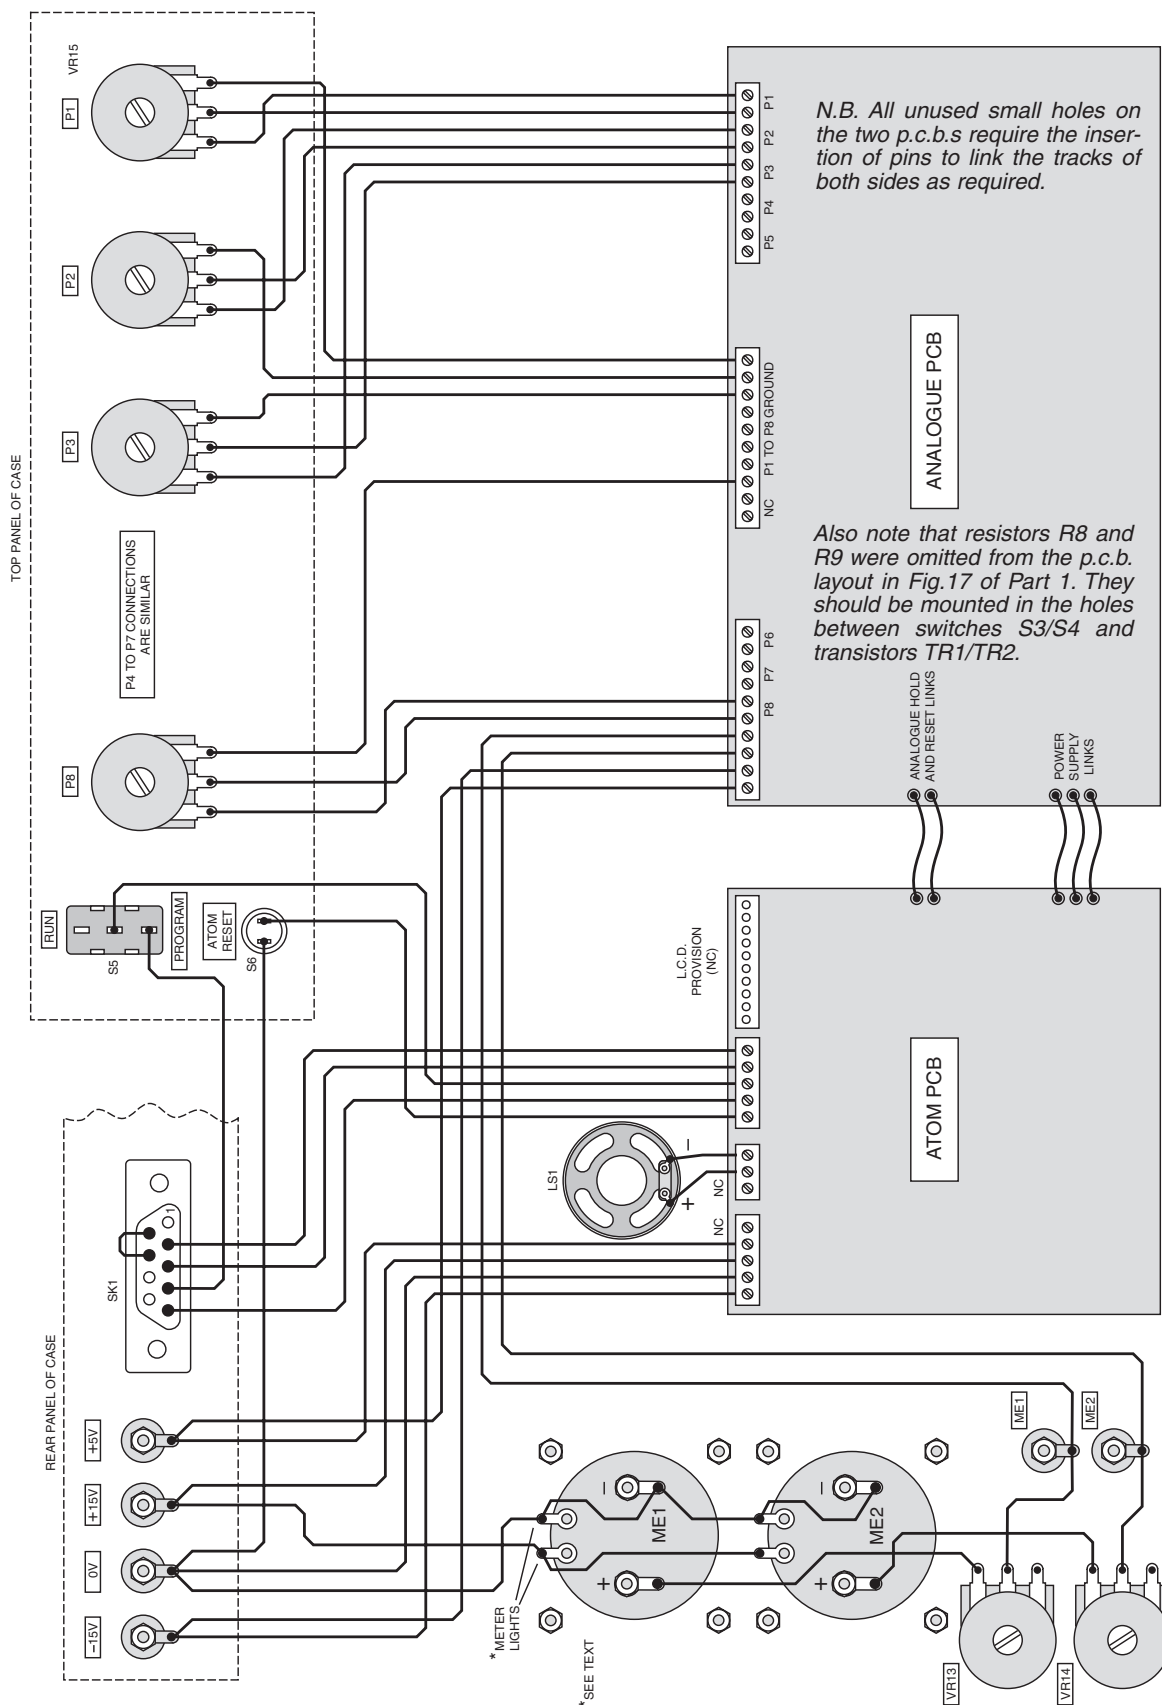 TOP PANEL OF CASE
P1
VR15
P2
P3
P4 TO P7 CONNECTIONS
ARE SIMILAR
P8
RUN
S5
PROGRAM
ATOM
RESET
S6
P1
P2
P3
P4
P5
N.B. All unused small holes on
the two p.c.b.s require the inser-
tion of pins to link the tracks of
both sides as required.
P1 TO P8 GROUND
NC
ANALOGUE PCB
Also note that resistors R8 and
R9 were omitted from the p.c.b.
layout in Fig.17 of Part 1. They
should be mounted in the holes
between switches S3/S4 and
transistors TR1/TR2.
P6
P7
P8
ANALOGUE HOLD
AND RESET LINKS
POWER
SUPPLY
LINKS
L.C.D.
PROVISION
(NC)
ATOM PCB
LS1
–
+
NC
NC
REAR PANEL OF CASE
SK1
1
+5V
+15V
0V
–15V
* METER
LIGHTS
* SEE TEXT
–
ME1
+
–
ME2
+
ME1
ME2
VR13
VR14